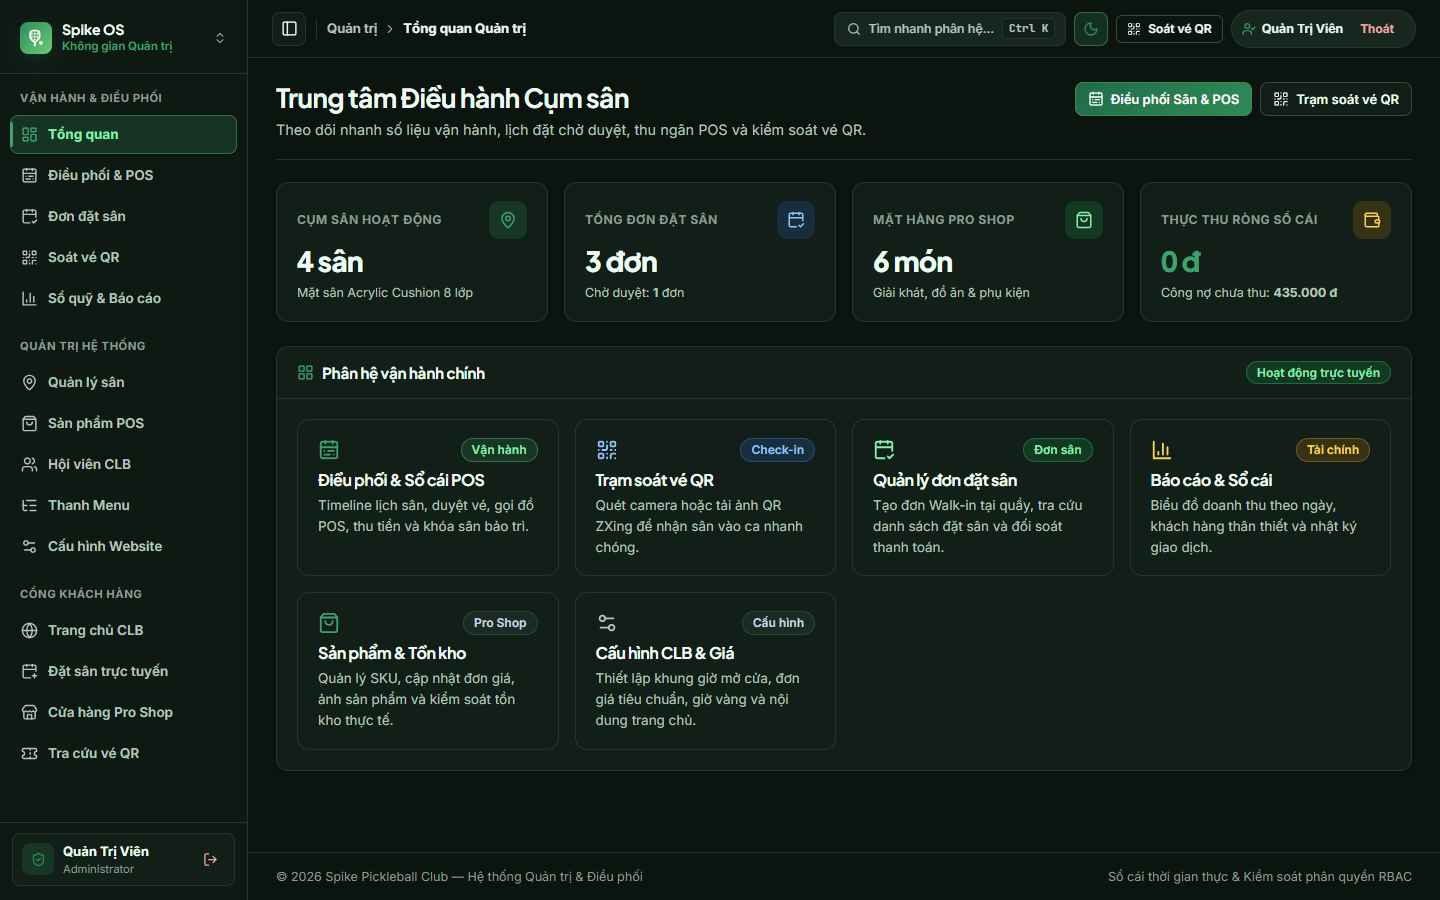 Spike OS
Không gian Quản trị
VẬN HÀNH & ĐIỀU PHỐI
Tổng quan
Điều phối & POS
Đơn đặt sân
Soát vé QR
Sổ quỹ & Báo cáo
QUẢN TRỊ HỆ THỐNG
Quản lý sân
Sản phẩm POS
Hội viên CLB
Thanh Menu
Cấu hình Website
CỔNG KHÁCH HÀNG
Trang chủ CLB
Đặt sân trực tuyến
Cửa hàng Pro Shop
Tra cứu vé QR
Quản Trị Viên
Administrator
Quản trị > Tổng quan Quản trị
Tìm nhanh phân hệ... Ctrl K
Soát vé QR
Quản Trị Viên Thoát
Trung tâm Điều hành Cụm sân
Theo dõi nhanh số liệu vận hành, lịch đặt chờ duyệt, thu ngân POS và kiểm soát vé QR.
Điều phối Sân & POS
Trạm soát vé QR
CỤM SÂN HOẠT ĐỘNG
4 sân
Mặt sân Acrylic Cushion 8 lớp
TỔNG ĐƠN ĐẶT SÂN
3 đơn
Chờ duyệt: 1 đơn
MẶT HÀNG PRO SHOP
6 món
Giải khát, đồ ăn & phụ kiện
THỰC THU RÒNG SỔ CÁI
0 đ
Công nợ chưa thu: 435.000 đ
Phân hệ vận hành chính
Hoạt động trực tuyến
Vận hành
Điều phối & Sổ cái POS
Timeline lịch sân, duyệt vé, gọi đồ
POS, thu tiền và khóa sân bảo trì.
Check-in
Trạm soát vé QR
Quét camera hoặc tải ảnh QR
ZXing để nhận sân vào ca nhanh
chóng.
Đơn sân
Quản lý đơn đặt sân
Tạo đơn Walk-in tại quầy, tra cứu
danh sách đặt sân và đối soát
thanh toán.
Tài chính
Báo cáo & Sổ cái
Biểu đồ doanh thu theo ngày,
khách hàng thân thiết và nhật ký
giao dịch.
Pro Shop
Sản phẩm & Tồn kho
Quản lý SKU, cập nhật đơn giá,
ảnh sản phẩm và kiểm soát tồn
kho thực tế.
Cấu hình
Cấu hình CLB & Giá
Thiết lập khung giờ mở cửa, đơn
giá tiêu chuẩn, giờ vàng và nội
dung trang chủ.
© 2026 Spike Pickleball Club — Hệ thống Quản trị & Điều phối
Sổ cái thời gian thực & Kiểm soát phân quyền RBAC